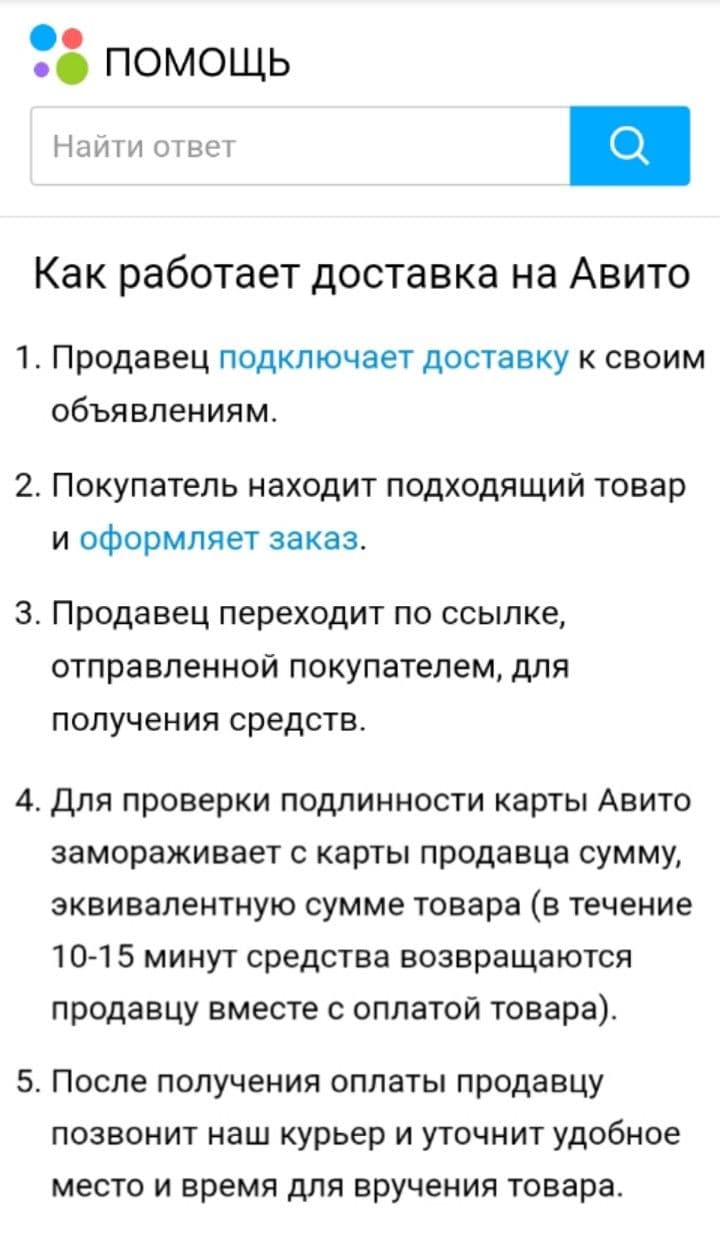 ПОМОЩЬ
Найти ответ
Как работает доставка на Авито
1. Продавец подключает доставку к своим
объявлениям.
2. Покупатель находит подходящий товар
и оформляет заказ.
3. Продавец переходит по ссылке,
отправленной покупателем, для
получения средств.
4. Для проверки подлинности карты Авито
замораживает с карты продавца сумму,
эквивалентную сумме товара (в течение
10-15 минут средства возвращаются
продавцу вместе с оплатой товара).
5. После получения оплаты продавцу
позвонит наш курьер и уточнит удобное
место и время для вручения товара.